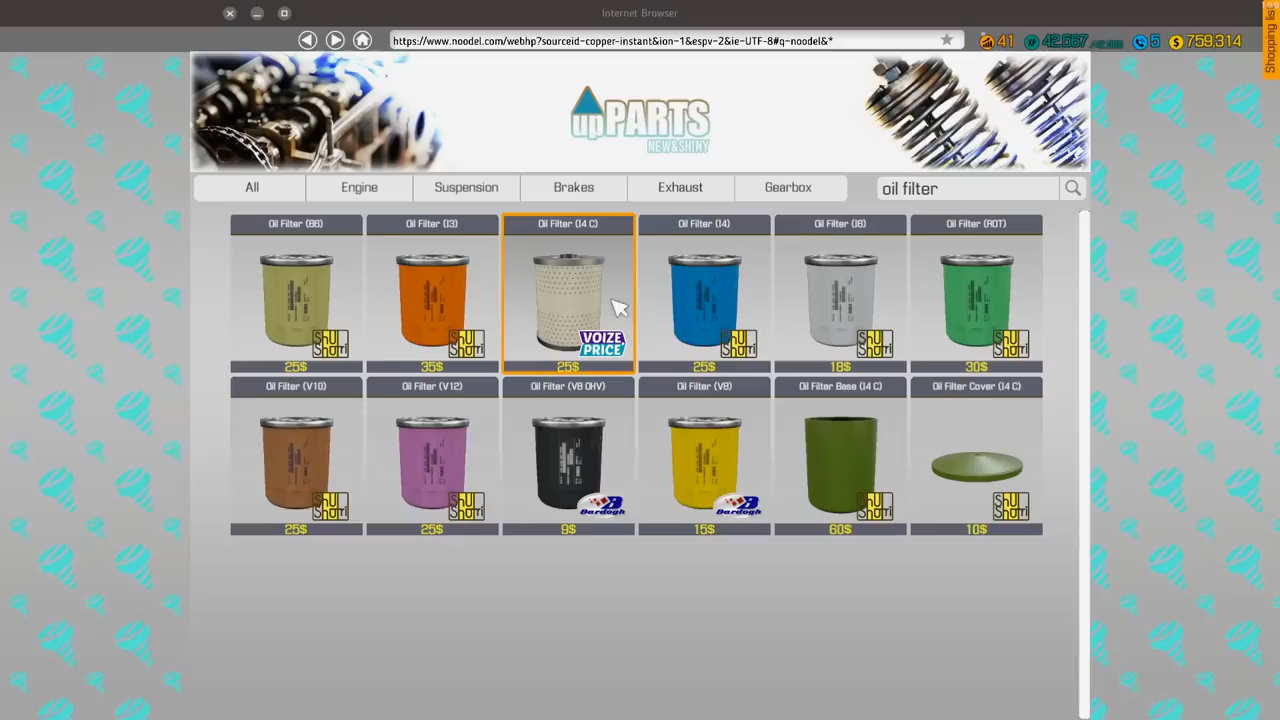 Internet Browser
https://www.noodel.com/webhp?sourceid-copper-instant&ion-1&espv-2&ie-UTF-8#q-noodel&*
41
5
759.314
Shopping list
upPARTS
NEW&SHINY
All
Engine
Suspension
Brakes
Exhaust
Gearbox
oil filter
Oil Filter (B6)
Oil Filter (I3)
Oil Filter (I4 C)
Oil Filter (I4)
Oil Filter (I6)
Oil Filter (ROT)
VOIZE
PRICE
25$
35$
25$
25$
18$
30$
Oil Filter (V10)
Oil Filter (V12)
Oil Filter (V8 OHV)
Oil Filter (V8)
Oil Filter Base (I4 C)
Oil Filter Cover (I4 C)
Bardogh
Bardogh
25$
25$
9$
15$
60$
10$